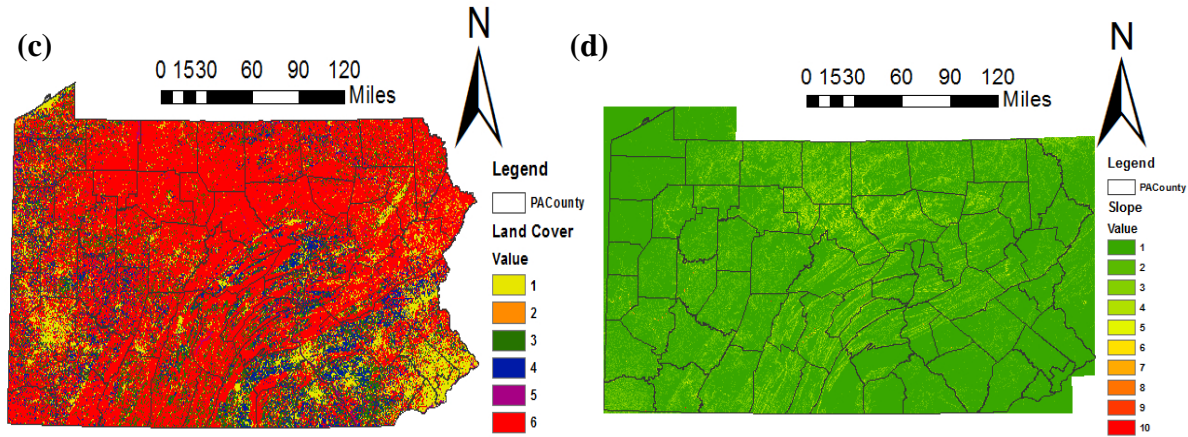 (c)
N
0 1530 60 90 120
Miles
Legend
PACounty
Land Cover
Value
1
2
3
4
5
6
(d)
N
0 1530 60 90 120
Miles
Legend
PACounty
Slope
Value
1
2
3
4
5
6
7
8
9
10